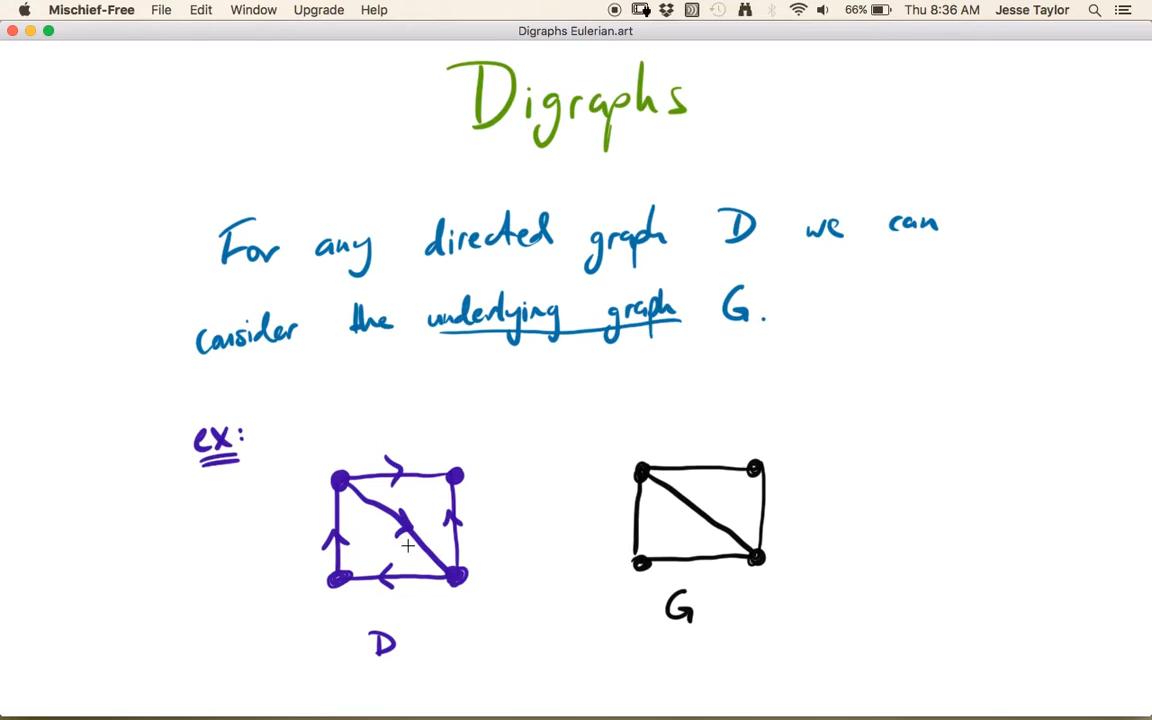 Mischief-Free File Edit Window Upgrade Help 66% Thu 8:36 AM Jesse Taylor
Digraphs Eulerian.art
Digraphs
For any directed graph D we can
consider the underlying graph G.
ex:
G
D